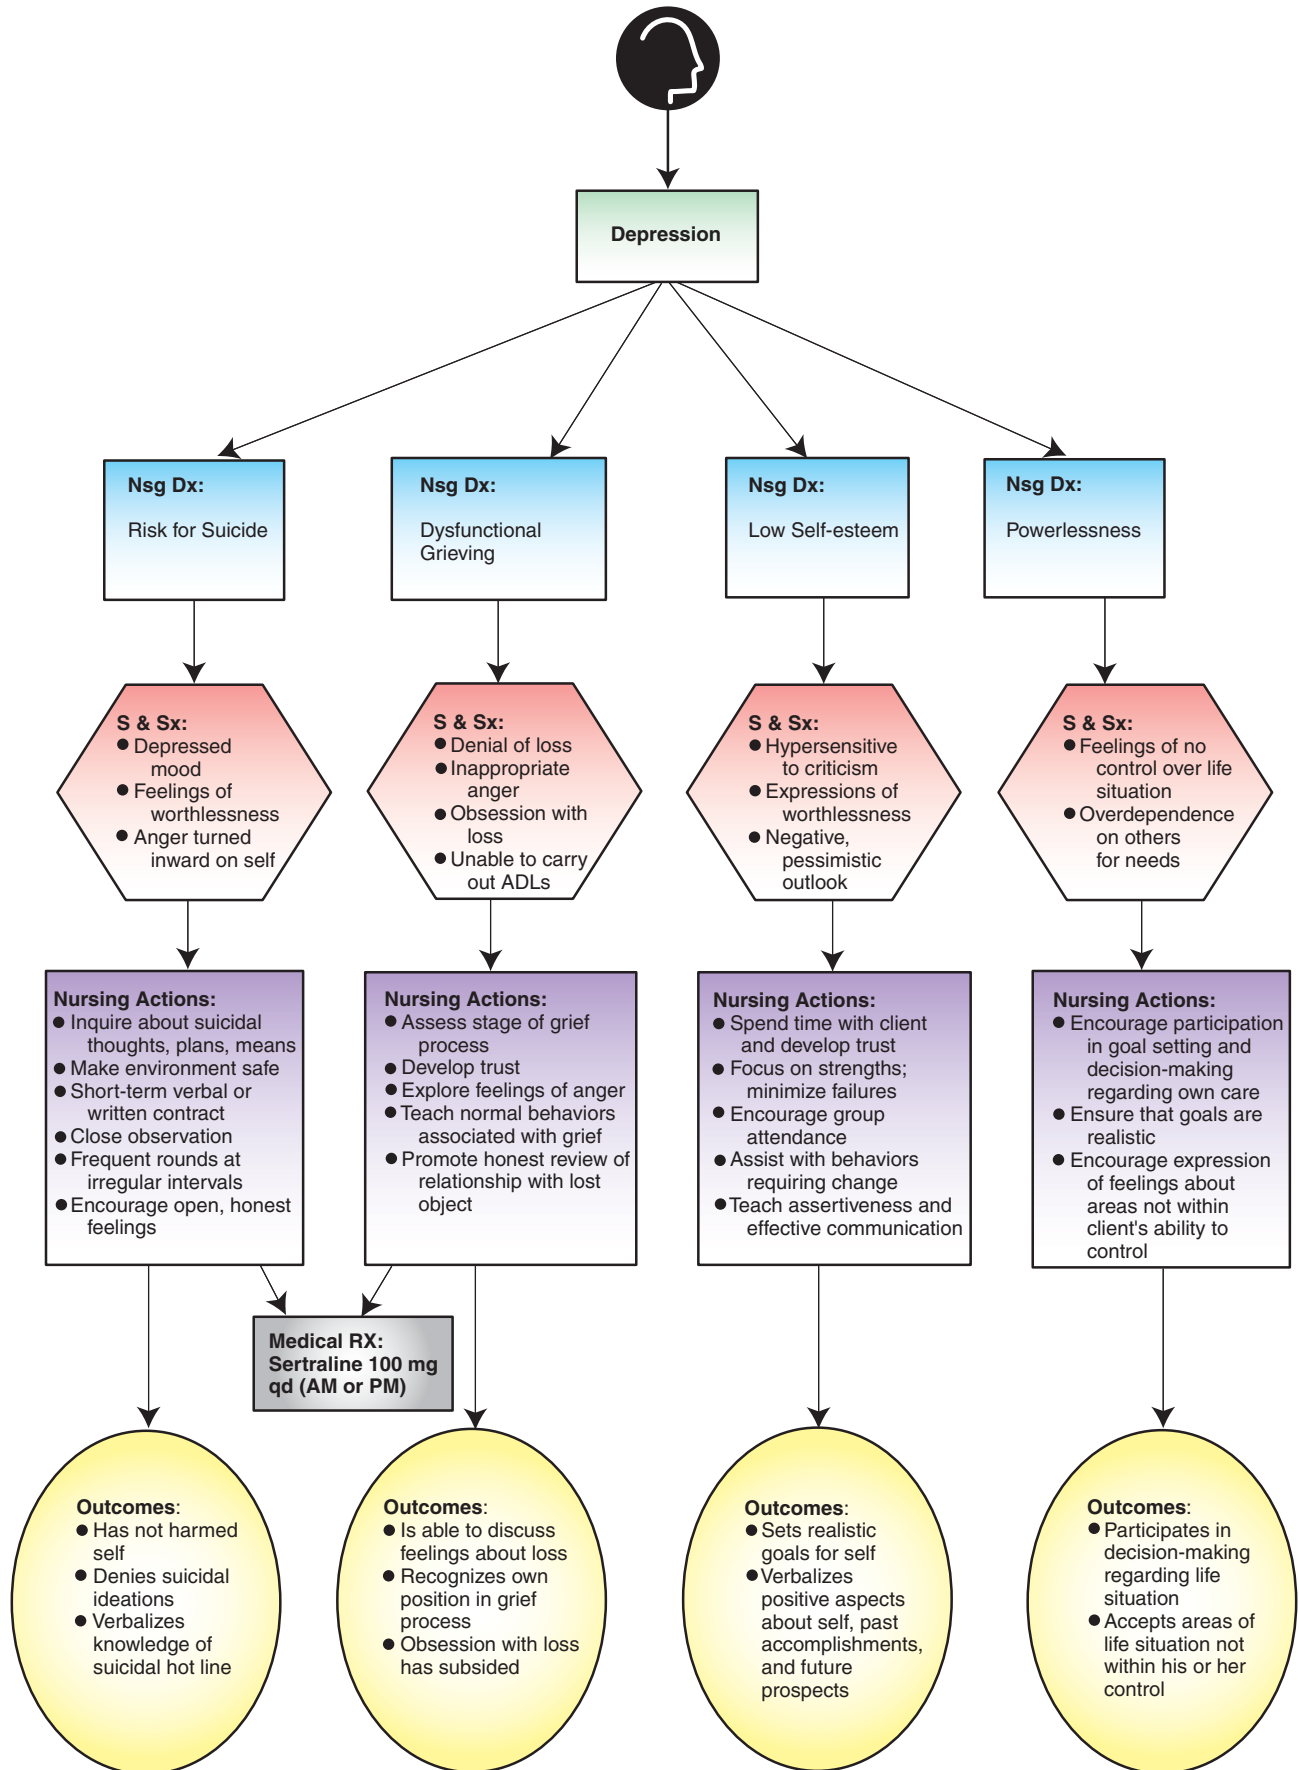 Depression
Nsg Dx:
Risk for Suicide
Nsg Dx:
Dysfunctional
Grieving
Nsg Dx:
Low Self-esteem
Nsg Dx:
Powerlessness
S & Sx:
● Depressed
mood
● Feelings of
worthlessness
● Anger turned
inward on self
S & Sx:
● Denial of loss
● Inappropriate
anger
● Obsession with
loss
● Unable to carry
out ADLs
S & Sx:
● Hypersensitive
to criticism
● Expressions of
worthlessness
● Negative,
pessimistic
outlook
S & Sx:
● Feelings of no
control over life
situation
● Overdependence
on others
for needs
Nursing Actions:
● Inquire about suicidal
thoughts, plans, means
● Make environment safe
● Short-term verbal or
written contract
● Close observation
● Frequent rounds at
irregular intervals
● Encourage open, honest
feelings
Nursing Actions:
● Assess stage of grief
process
● Develop trust
● Explore feelings of anger
● Teach normal behaviors
associated with grief
● Promote honest review of
relationship with lost
object
Nursing Actions:
● Spend time with client
and develop trust
● Focus on strengths;
minimize failures
● Encourage group
attendance
● Assist with behaviors
requiring change
● Teach assertiveness and
effective communication
Nursing Actions:
● Encourage participation
in goal setting and
decision-making
regarding own care
● Ensure that goals are
realistic
● Encourage expression
of feelings about
areas not within
client's ability to
control
Medical RX:
Sertraline 100 mg
qd (AM or PM)
Outcomes:
● Has not harmed
self
● Denies suicidal
ideations
● Verbalizes
knowledge of
suicidal hot line
Outcomes:
● Is able to discuss
feelings about loss
● Recognizes own
position in grief
process
● Obsession with loss
has subsided
Outcomes:
● Sets realistic
goals for self
● Verbalizes
positive aspects
about self, past
accomplishments,
and future
prospects
Outcomes:
● Participates in
decision-making
regarding life
situation
● Accepts areas of
life situation not
within his or her
control